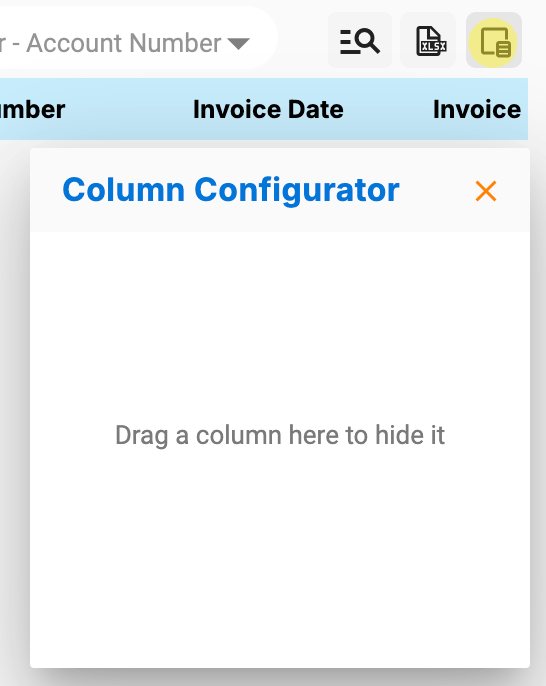 r - Account Number
XLSX
umber Invoice Date Invoice
Column Configurator
Drag a column here to hide it